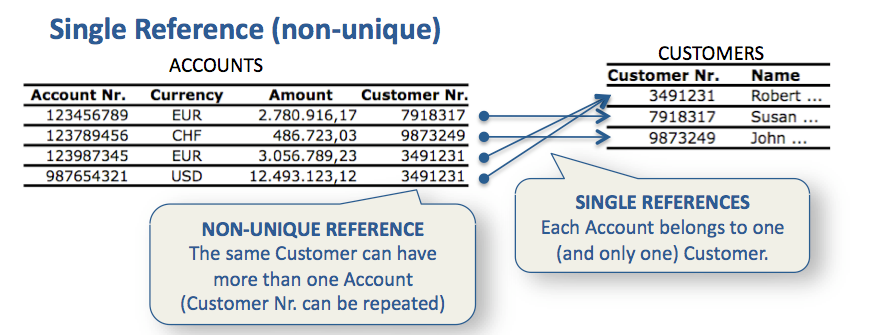 Single Reference (non-unique)
ACCOUNTS
Account Nr. Currency Amount Customer Nr.
123456789 EUR 2.780.916,17 7918317
123789456 CHF 486.723,03 9873249
123987345 EUR 3.056.789,23 3491231
987654321 USD 12.493.123,12 3491231
CUSTOMERS
Customer Nr. Name
3491231 Robert ...
7918317 Susan ...
9873249 John ...
NON-UNIQUE REFERENCE
The same Customer can have
more than one Account
(Customer Nr. can be repeated)
SINGLE REFERENCES
Each Account belongs to one
(and only one) Customer.